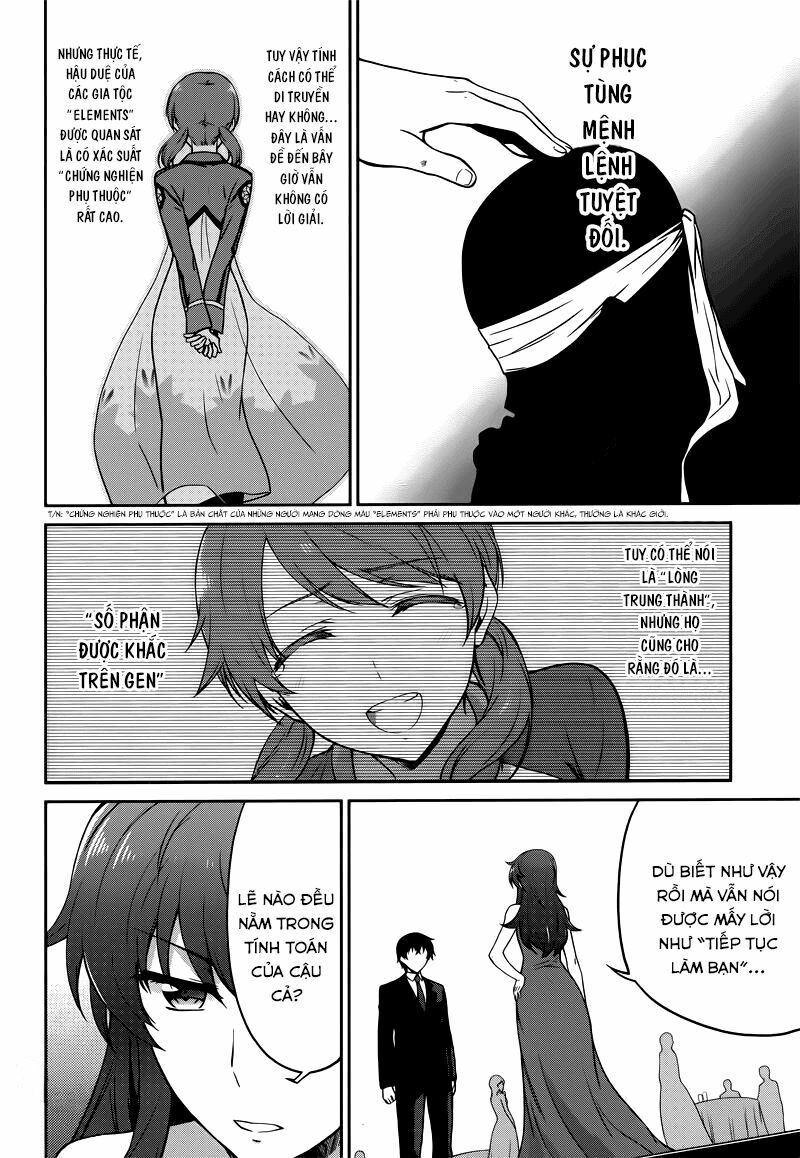 SỰ PHỤC
TÙNG
MỆNH
LỆNH
TUYỆT
ĐỐI.
TUY VẬY TÍNH
CÁCH CÓ THỂ
DI TRUYỀN
HAY KHÔNG...
ĐÂY LÀ VẤN
ĐỀ ĐẾN BÂY
GIỜ VẪN
KHÔNG CÓ
LỜI GIẢI.
NHƯNG THỰC TẾ,
HẬU DUỆ CỦA
CÁC GIA TỘC
"ELEMENTS"
ĐƯỢC QUAN SÁT
LÀ CÓ XÁC SUẤT
"CHỨNG NGHIỆN
PHỤ THUỘC"
RẤT CAO.
T/N: "CHỨNG NGHIỆN PHỤ THUỘC" LÀ BẢN CHẤT CỦA NHỮNG NGƯỜI MANG DÒNG MÁU "ELEMENTS" PHẢI PHỤ THUỘC VÀO MỘT NGƯỜI KHÁC, THƯỜNG LÀ KHÁC GIỚI.
TUY CÓ THỂ NÓI
LÀ "LÒNG
TRUNG THÀNH",
NHƯNG HỌ
CŨNG CHO
RẰNG ĐÓ LÀ...
"SỐ PHẬN
ĐƯỢC KHẮC
TRÊN GEN"
DÙ BIẾT NHƯ VẬY
RỒI MÀ VẪN NÓI
ĐƯỢC MẤY LỜI
NHƯ "TIẾP TỤC
LÀM BẠN"...
LẼ NÀO ĐỀU
NẰM TRONG
TÍNH TOÁN
CỦA CẬU
CẢ?